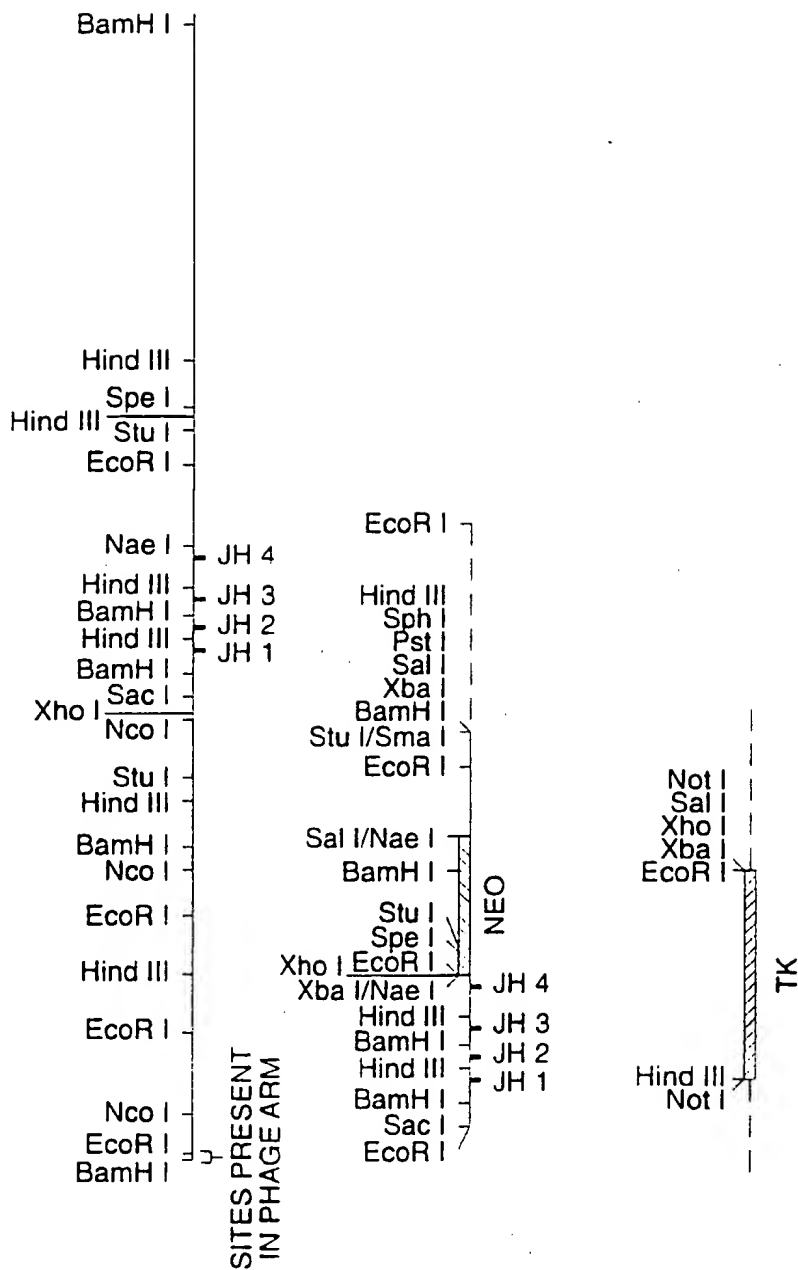 BamH I
Hind III
Spe I
Hind III
Stu I
EcoR I
Nae I
JH 4
Hind III
JH 3
BamH I
JH 2
Hind III
JH 1
BamH I
Sac I
Xho I
Nco I
Stu I
Hind III
BamH I
Nco I
EcoR I
Hind III
EcoR I
Nco I
EcoR I
BamH I
SITES PRESENT
IN PHAGE ARM
EcoR I
Hind III
Sph I
Pst I
Sal I
Xba I
BamH I
Stu I/Sma I
EcoR I
Sal I/Nae I
BamH I
Stu I
Spe I
EcoR I
Xho I
Xba I/Nae I
NEO
JH 4
Hind III
JH 3
BamH I
JH 2
Hind III
JH 1
BamH I
Sac I
EcoR I
Not I
Sal I
Xho I
Xba I
EcoR I
TK
Hind III
Not I